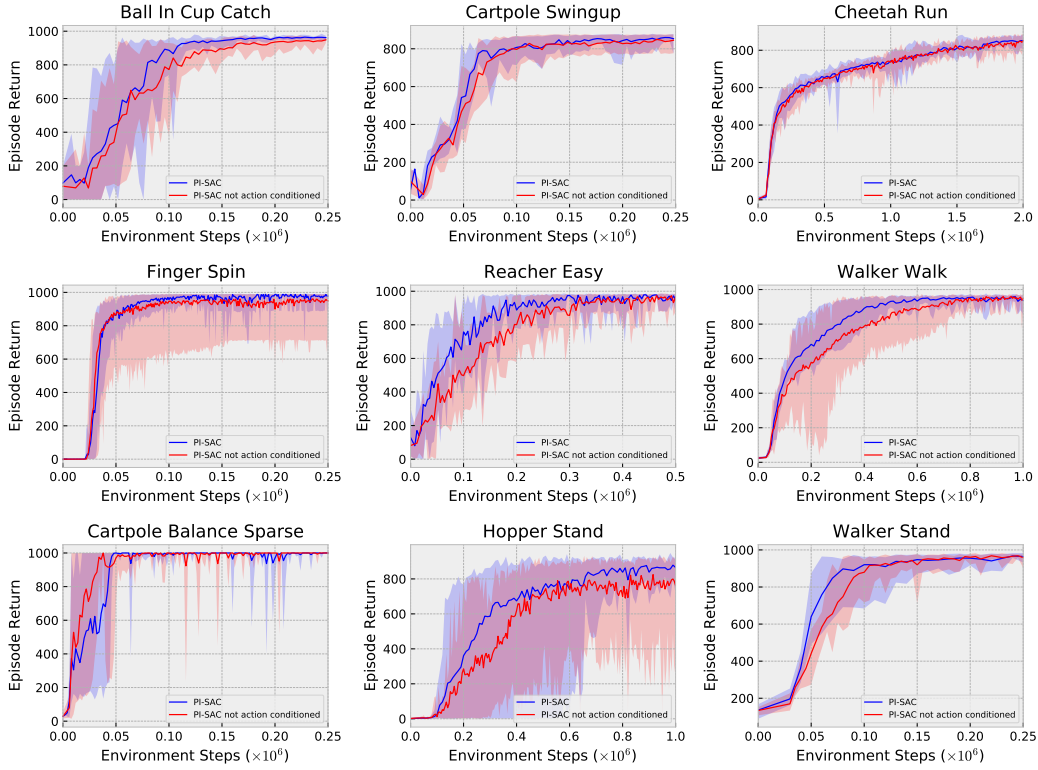 Ball In Cup Catch
Cartpole Swingup
Cheetah Run
Episode Return
1000
800
600
400
200
0
0.00 0.05 0.10 0.15 0.20 0.25
Environment Steps (×10⁶)
PI-SAC
PI-SAC not action conditioned
Episode Return
800
600
400
200
0
0.00 0.05 0.10 0.15 0.20 0.25
Environment Steps (×10⁶)
PI-SAC
PI-SAC not action conditioned
Episode Return
800
600
400
200
0
0.0 0.5 1.0 1.5 2.0
Environment Steps (×10⁶)
PI-SAC
PI-SAC not action conditioned
Finger Spin
Reacher Easy
Walker Walk
Episode Return
1000
800
600
400
200
0
0.00 0.05 0.10 0.15 0.20 0.25
Environment Steps (×10⁶)
PI-SAC
PI-SAC not action conditioned
Episode Return
1000
800
600
400
200
0
0.0 0.1 0.2 0.3 0.4 0.5
Environment Steps (×10⁶)
PI-SAC
PI-SAC not action conditioned
Episode Return
1000
800
600
400
200
0
0.0 0.2 0.4 0.6 0.8 1.0
Environment Steps (×10⁶)
PI-SAC
PI-SAC not action conditioned
Cartpole Balance Sparse
Hopper Stand
Walker Stand
Episode Return
1000
800
600
400
200
0
0.00 0.05 0.10 0.15 0.20 0.25
Environment Steps (×10⁶)
PI-SAC
PI-SAC not action conditioned
Episode Return
800
600
400
200
0
0.0 0.2 0.4 0.6 0.8 1.0
Environment Steps (×10⁶)
PI-SAC
PI-SAC not action conditioned
Episode Return
1000
800
600
400
200
0.00 0.05 0.10 0.15 0.20 0.25
Environment Steps (×10⁶)
PI-SAC
PI-SAC not action conditioned